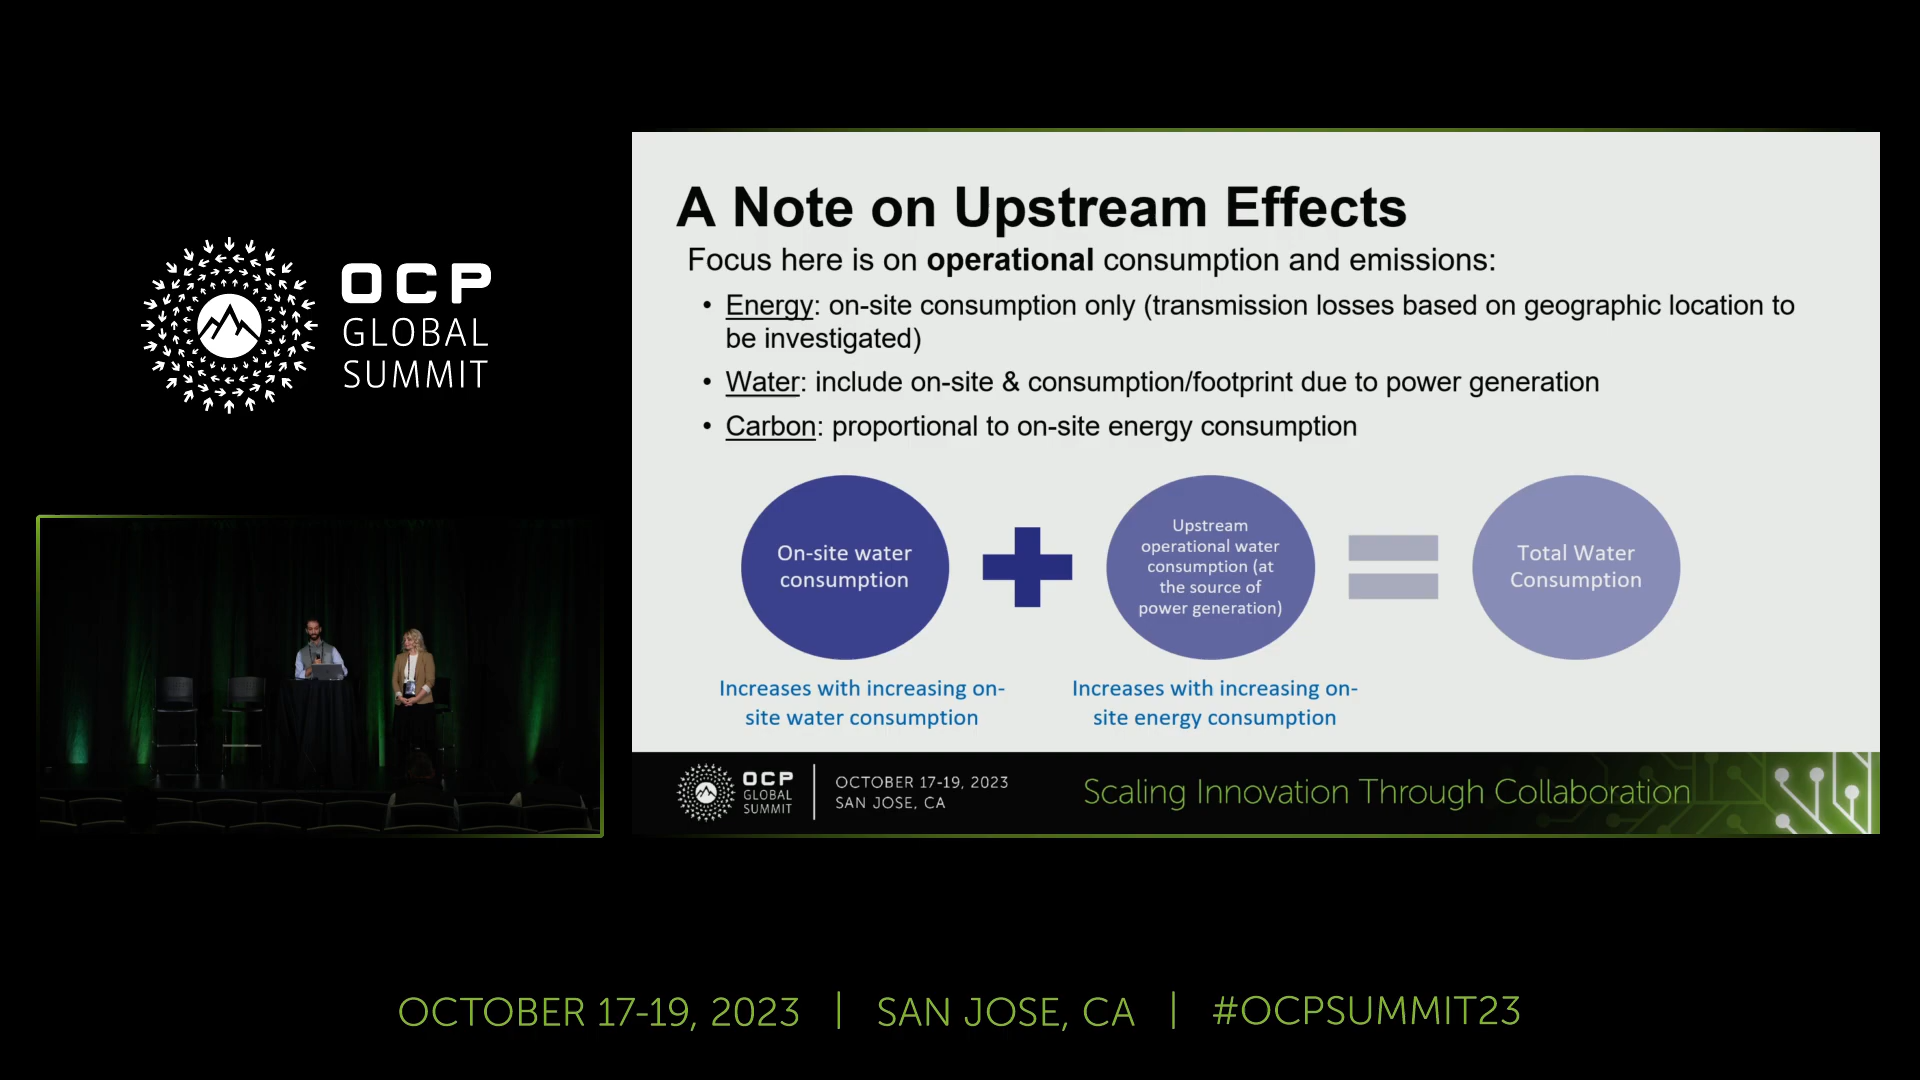 OCP
GLOBAL
SUMMIT
A Note on Upstream Effects
Focus here is on operational consumption and emissions:
• Energy: on-site consumption only (transmission losses based on geographic location to
be investigated)
• Water: include on-site & consumption/footprint due to power generation
• Carbon: proportional to on-site energy consumption
On-site water
consumption
Upstream
operational water
consumption (at
the source of
power generation)
Total Water
Consumption
Increases with increasing on-
site water consumption
Increases with increasing on-
site energy consumption
OCP
GLOBAL
SUMMIT
OCTOBER 17-19, 2023
SAN JOSE, CA
Scaling Innovation Through Collaboration
OCTOBER 17-19, 2023 | SAN JOSE, CA | #OCPSUMMIT23